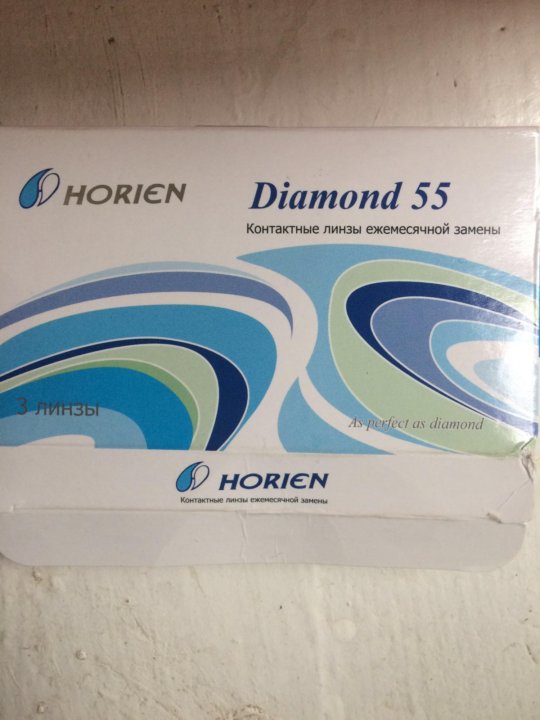 HORIEN
Diamond 55
Контактные линзы ежемесячной замены
3 линзы
As perfect as diamond
HORIEN
Контактные линзы ежемесячной замены